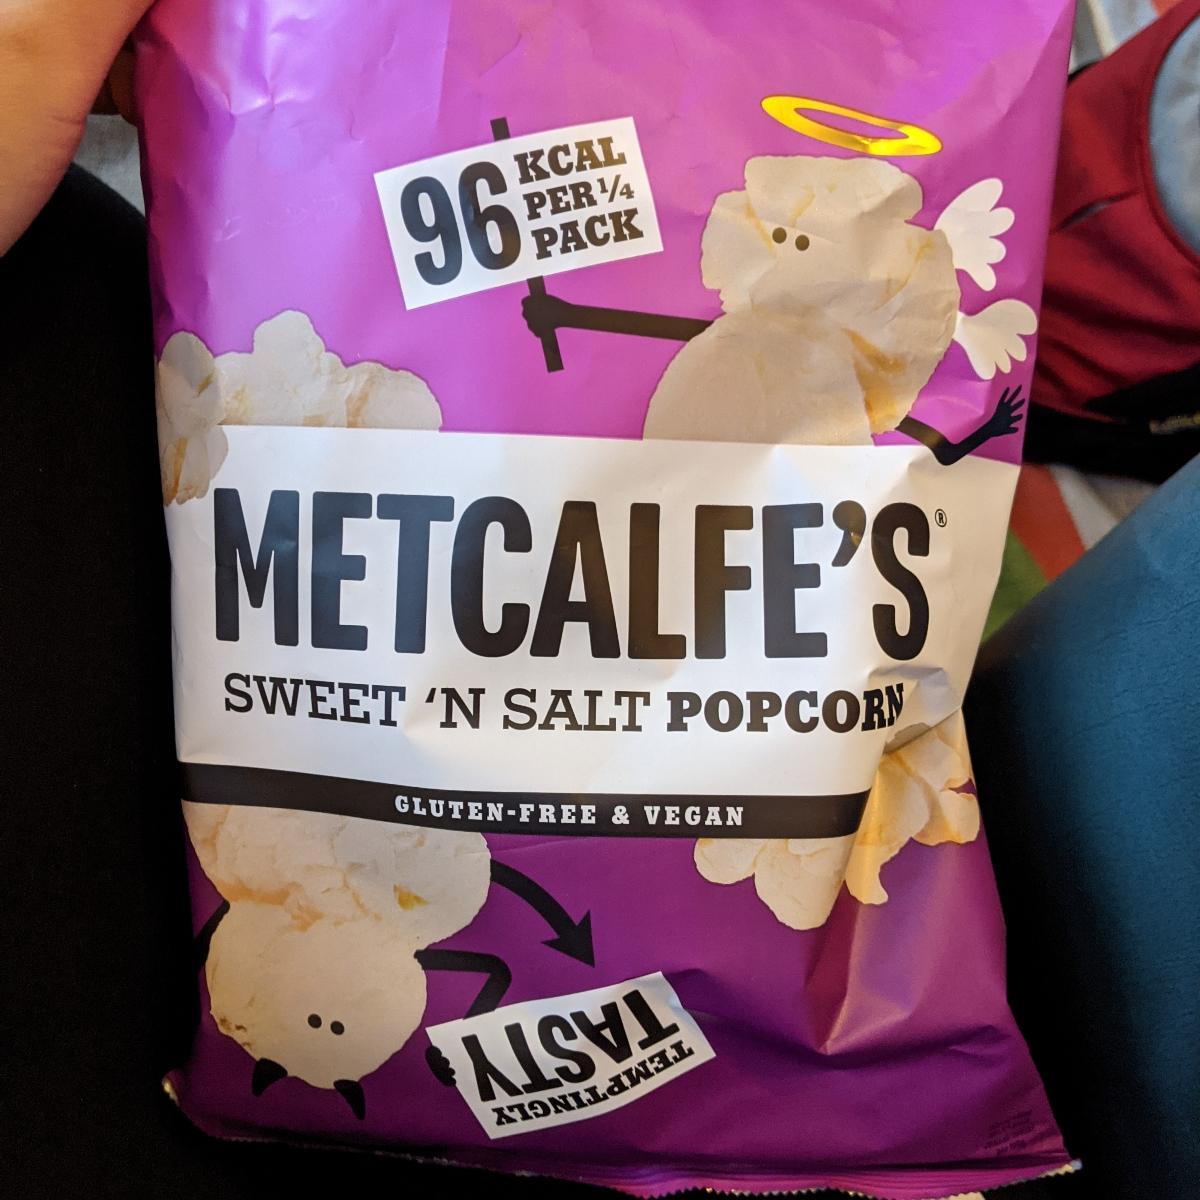 96
KCAL
PER 1/4
PACK
METCALFE'S®
SWEET 'N SALT POPCORN
GLUTEN-FREE & VEGAN
TEMPTINGLY
TASTY